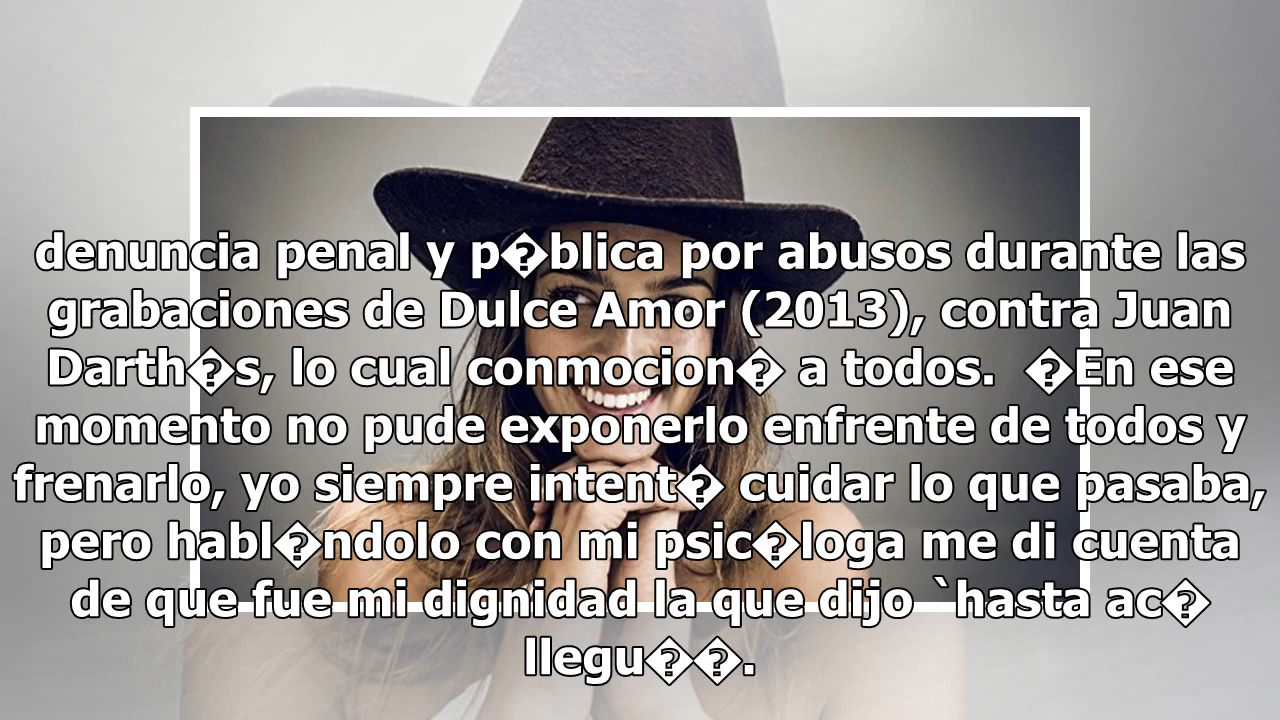 denuncia penal y p�blica por abusos durante las
grabaciones de Dulce Amor (2013), contra Juan
Darth�s, lo cual conmocion� a todos.  �En ese
momento no pude exponerlo enfrente de todos y
frenarlo, yo siempre intent� cuidar lo que pasaba,
pero habl�ndolo con mi psic�loga me di cuenta
de que fue mi dignidad la que dijo `hasta ac�
llegu��.